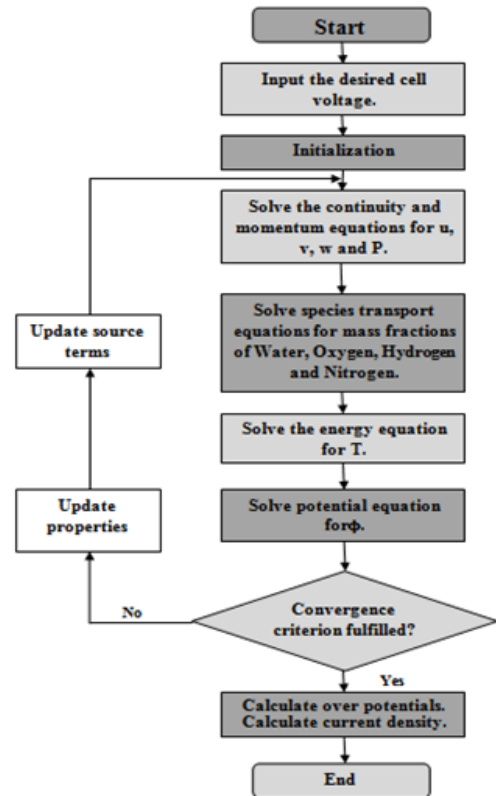 Start
Input the desired cell
voltage.
Initialization
Solve the continuity and
momentum equations for u,
v, w and P.
Solve species transport
equations for mass fractions
of Water, Oxygen, Hydrogen
and Nitrogen.
Update source
terms
Solve the energy equation
for T.
Update
properties
Solve potential equation
forφ.
No
Convergence
criterion fulfilled?
Yes
Calculate over potentials.
Calculate current density.
End